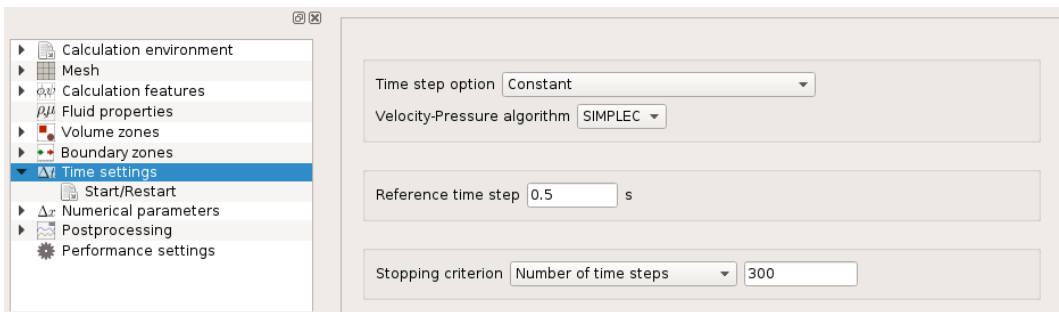 Calculation environment
Mesh
Calculation features
Fluid properties
Volume zones
Boundary zones
Δt Time settings
Start/Restart
Δx Numerical parameters
Postprocessing
Performance settings
Time step option Constant
Velocity-Pressure algorithm SIMPLEC
Reference time step 0.5 s
Stopping criterion Number of time steps 300